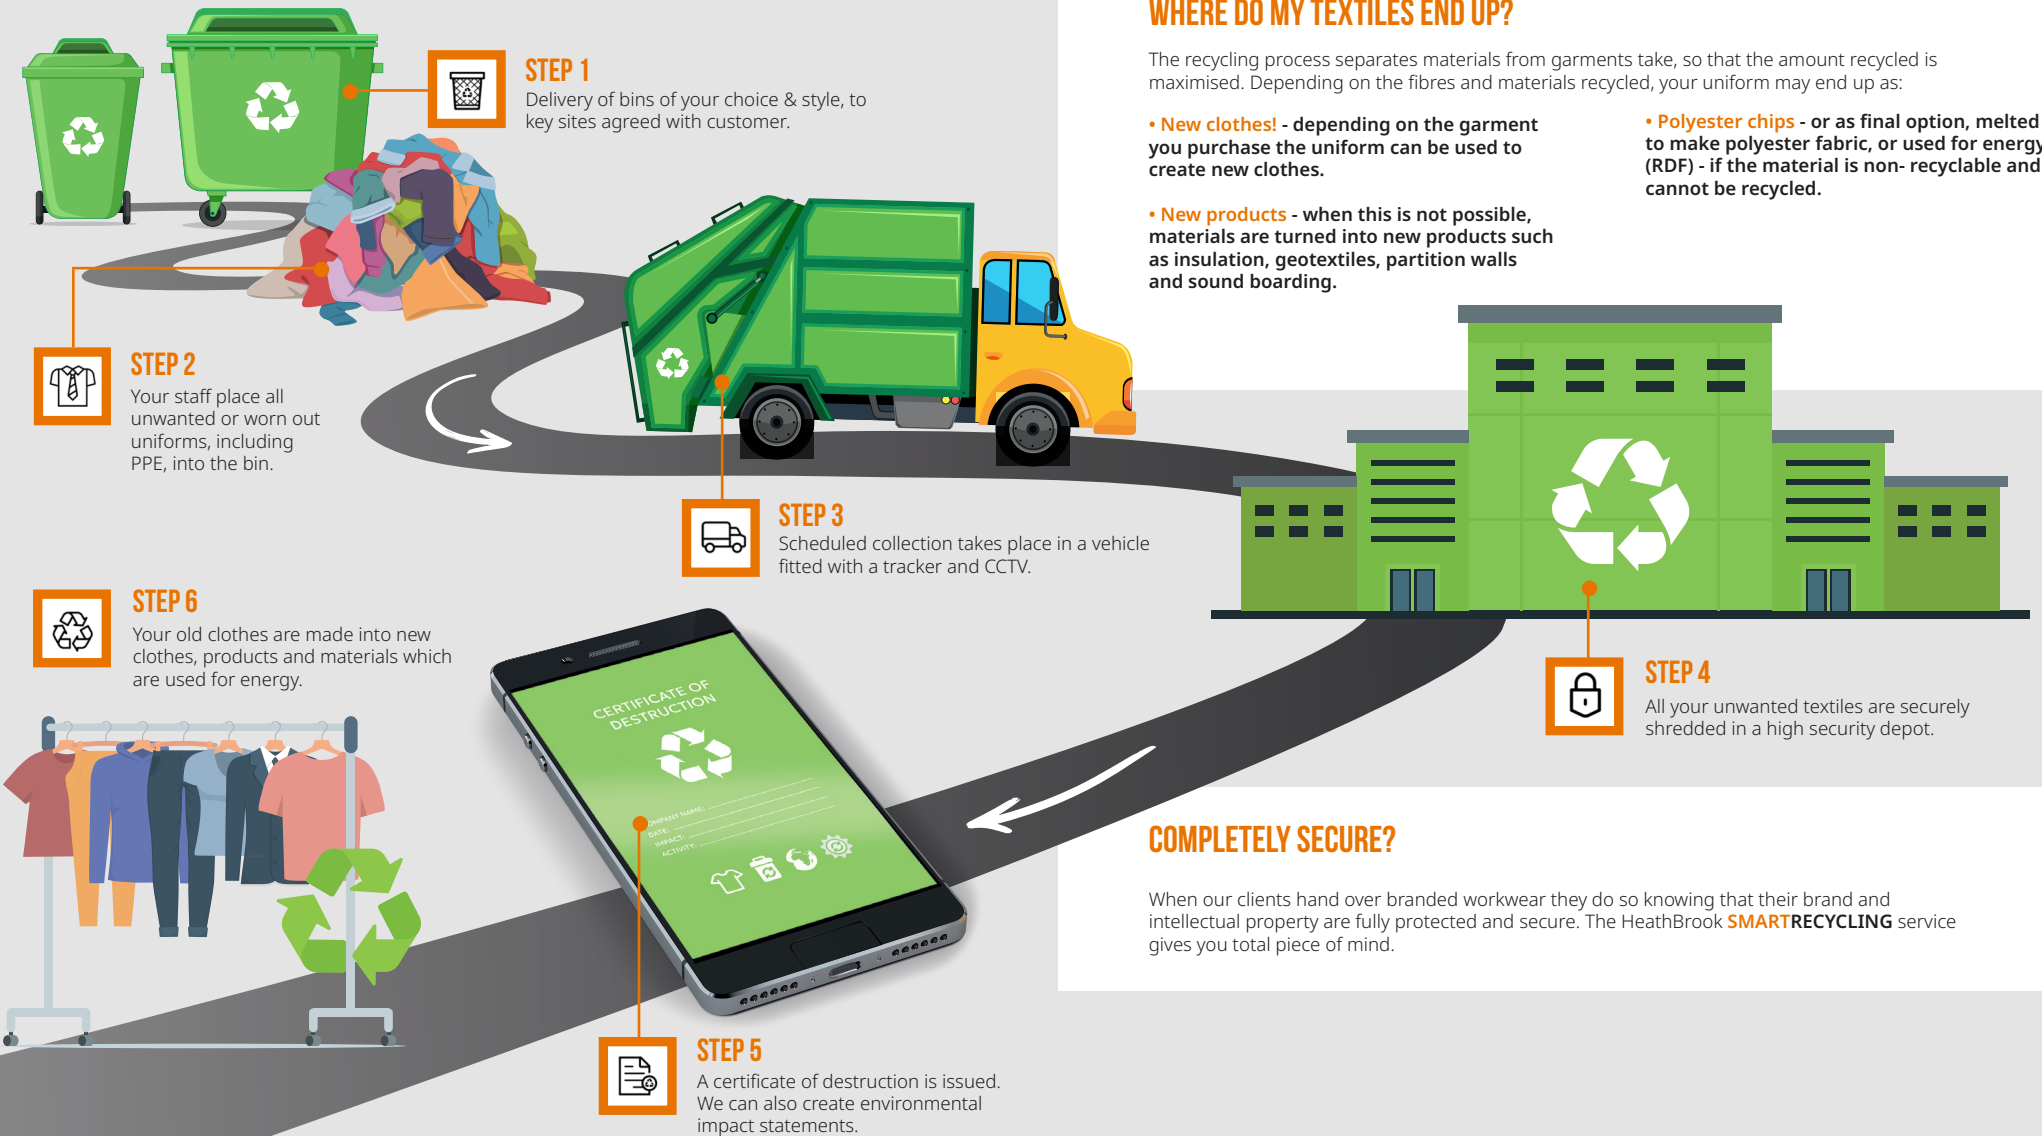 STEP 1
Delivery of bins of your choice & style, to
key sites agreed with customer.
STEP 2
Your staff place all
unwanted or worn out
uniforms, including
PPE, into the bin.
STEP 3
Scheduled collection takes place in a vehicle
fitted with a tracker and CCTV.
WHERE DO MY TEXTILES END UP?
The recycling process separates materials from garments take, so that the amount recycled is
maximised. Depending on the fibres and materials recycled, your uniform may end up as:
• New clothes! - depending on the garment
you purchase the uniform can be used to
create new clothes.
• New products - when this is not possible,
materials are turned into new products such
as insulation, geotextiles, partition walls
and sound boarding.
• Polyester chips - or as final option, melted
to make polyester fabric, or used for energy
(RDF) - if the material is non- recyclable and
cannot be recycled.
STEP 4
All your unwanted textiles are securely
shredded in a high security depot.
STEP 6
Your old clothes are made into new
clothes, products and materials which
are used for energy.
CERTIFICATE OF
DESTRUCTION
COMPANY NAME:
DATE:
IMPACT:
ACTIVITY:
STEP 5
A certificate of destruction is issued.
We can also create environmental
impact statements.
COMPLETELY SECURE?
When our clients hand over branded workwear they do so knowing that their brand and
intellectual property are fully protected and secure. The HeathBrook SMARTRECYCLING service
gives you total piece of mind.